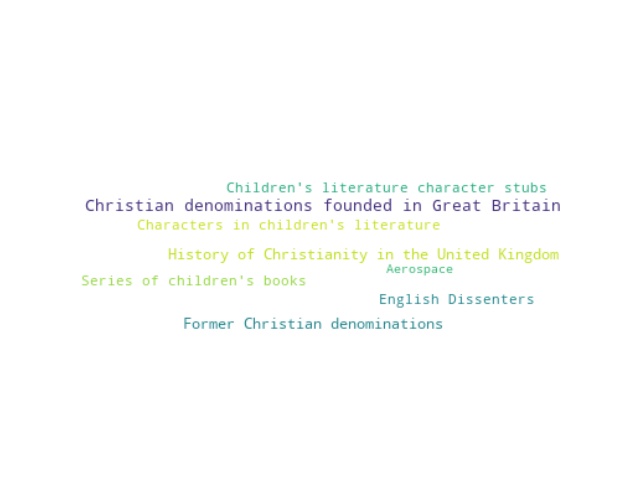 Children's literature character stubs
Christian denominations founded in Great Britain
Characters in children's literature
History of Christianity in the United Kingdom
Aerospace
Series of children's books
English Dissenters
Former Christian denominations